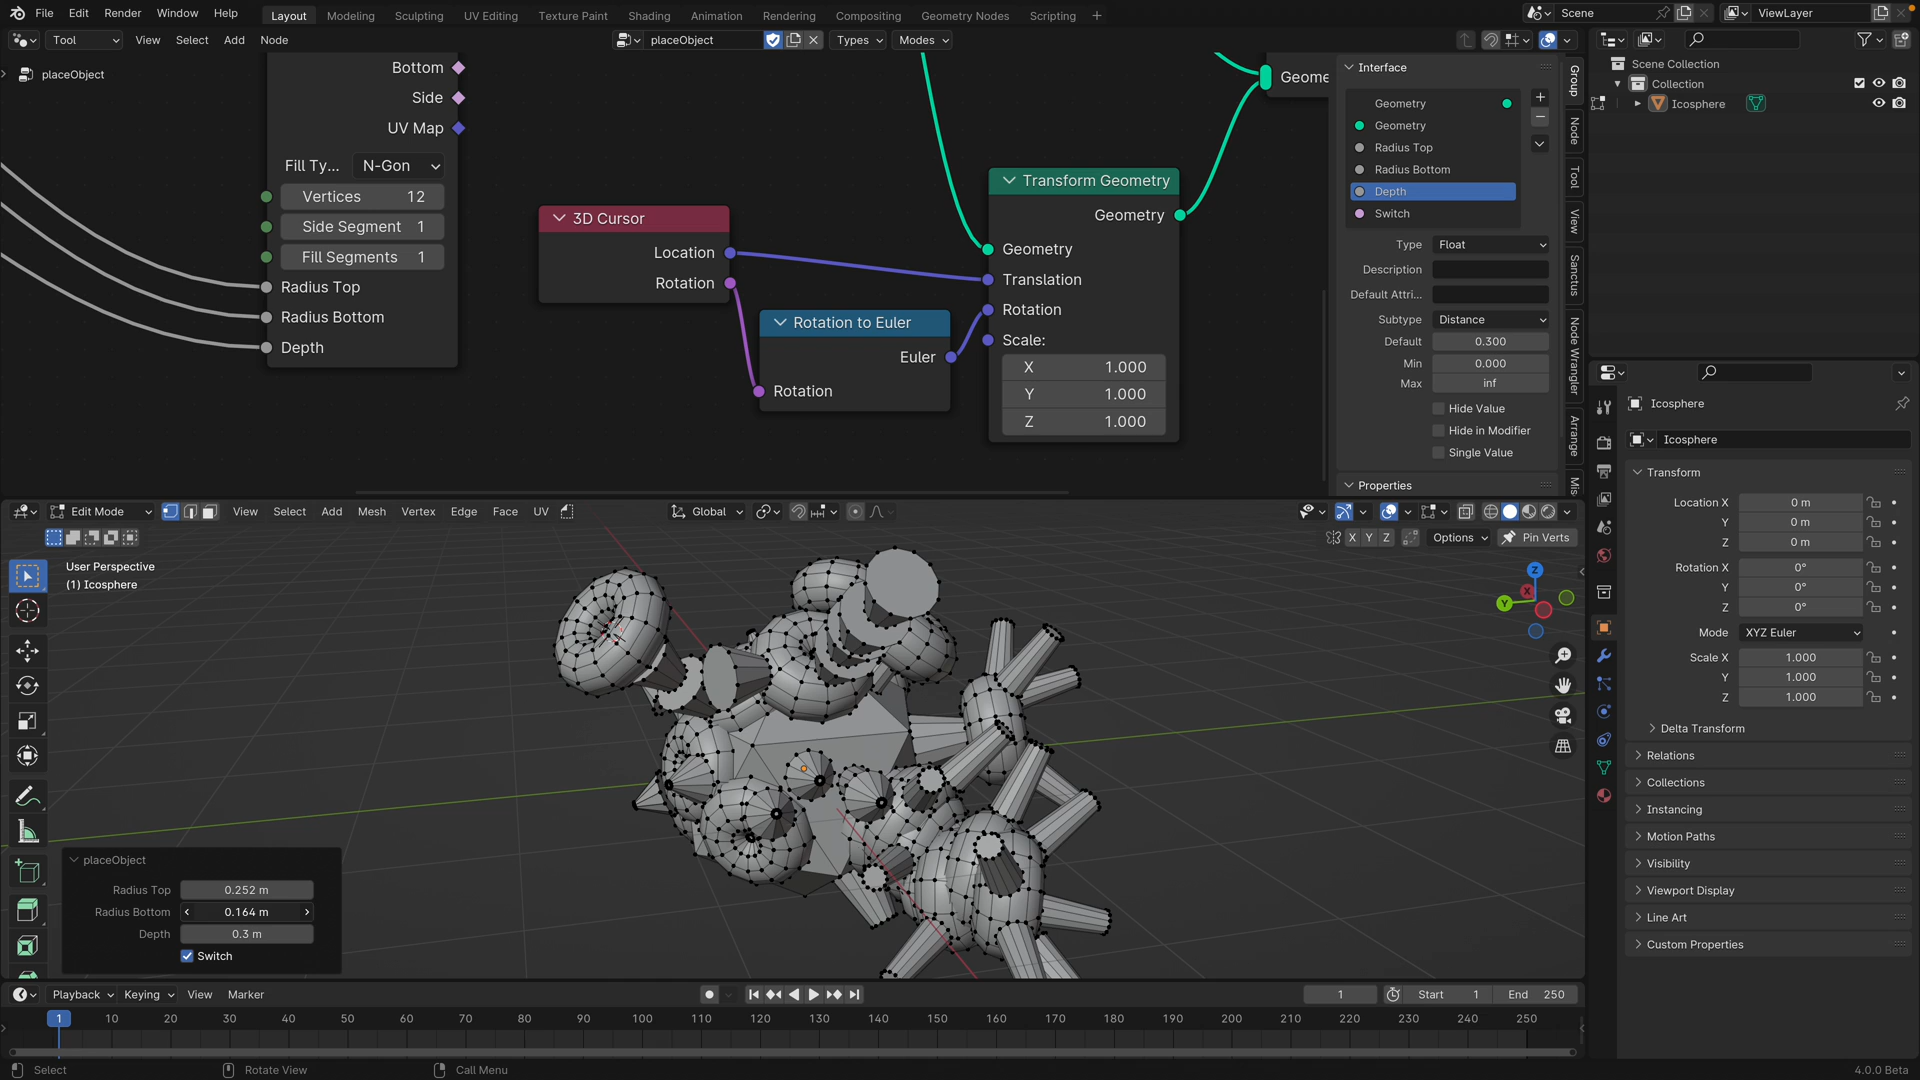 File Edit Render Window Help Layout Modeling Sculpting UV Editing Texture Paint Shading Animation Rendering Compositing Geometry Nodes Scripting + Scene ViewLayer
Tool View Select Add Node placeObject Types Modes
placeObject
Bottom
Side
UV Map
Fill Ty... N-Gon
Vertices 12
Side Segment 1
Fill Segments 1
Radius Top
Radius Bottom
Depth
3D Cursor
Location
Rotation
Rotation to Euler
Euler
Rotation
Transform Geometry
Geometry
Geometry
Translation
Rotation
Scale:
X 1.000
Y 1.000
Z 1.000
Geome
Interface
Geometry
Geometry
Radius Top
Radius Bottom
Depth
Switch
Type Float
Description
Default Attri...
Subtype Distance
Default 0.300
Min 0.000
Max inf
Hide Value
Hide in Modifier
Single Value
Properties
Group
Node
Tool
View
Sanctus
Node Wrangler
Arrange
Mis
Scene Collection
Collection
Icosphere
Icosphere
Icosphere
Transform
Location X 0 m
Y 0 m
Z 0 m
Rotation X 0°
Y 0°
Z 0°
Mode XYZ Euler
Scale X 1.000
Y 1.000
Z 1.000
Delta Transform
Relations
Collections
Instancing
Motion Paths
Visibility
Viewport Display
Line Art
Custom Properties
Edit Mode View Select Add Mesh Vertex Edge Face UV Global
X Y Z Options Pin Verts
User Perspective
(1) Icosphere
Z
X
Y
placeObject
Radius Top 0.252 m
Radius Bottom 0.164 m
Depth 0.3 m
Switch
Playback Keying View Marker 1 Start 1 End 250
1 10 20 30 40 50 60 70 80 90 100 110 120 130 140 150 160 170 180 190 200 210 220 230 240 250
Select Rotate View Call Menu 4.0.0 Beta